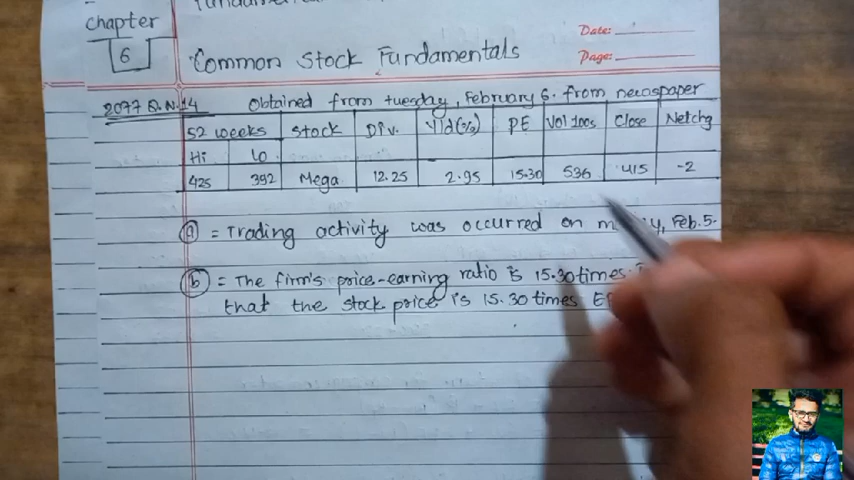 chapter
6
Common Stock Fundamentals
Date:
Page:
2077 Q.N.14 Obtained from tuesday, February 6. from newspaper
52 weeks Stock Div. Yld(%) PE Vol 100s Close Netchg
Hi Lo
425 392 Mega 12.25 2.95 15.30 536 415 -2
(a) = Trading activity was occurred on Feb.5.
(b) = The firm's price-earning ratio is 15.30 times.
that the stock price is 15.30 times